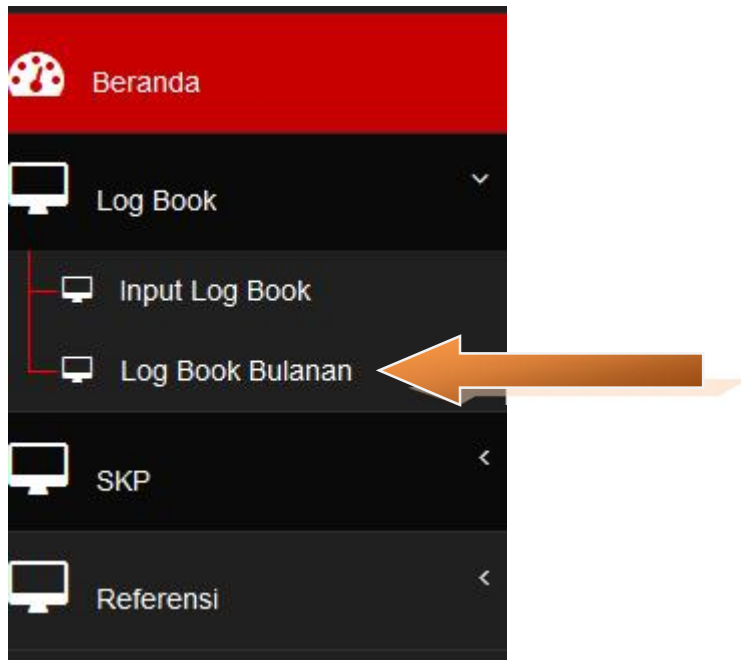 Beranda
Log Book
Input Log Book
Log Book Bulanan
SKP
Referensi